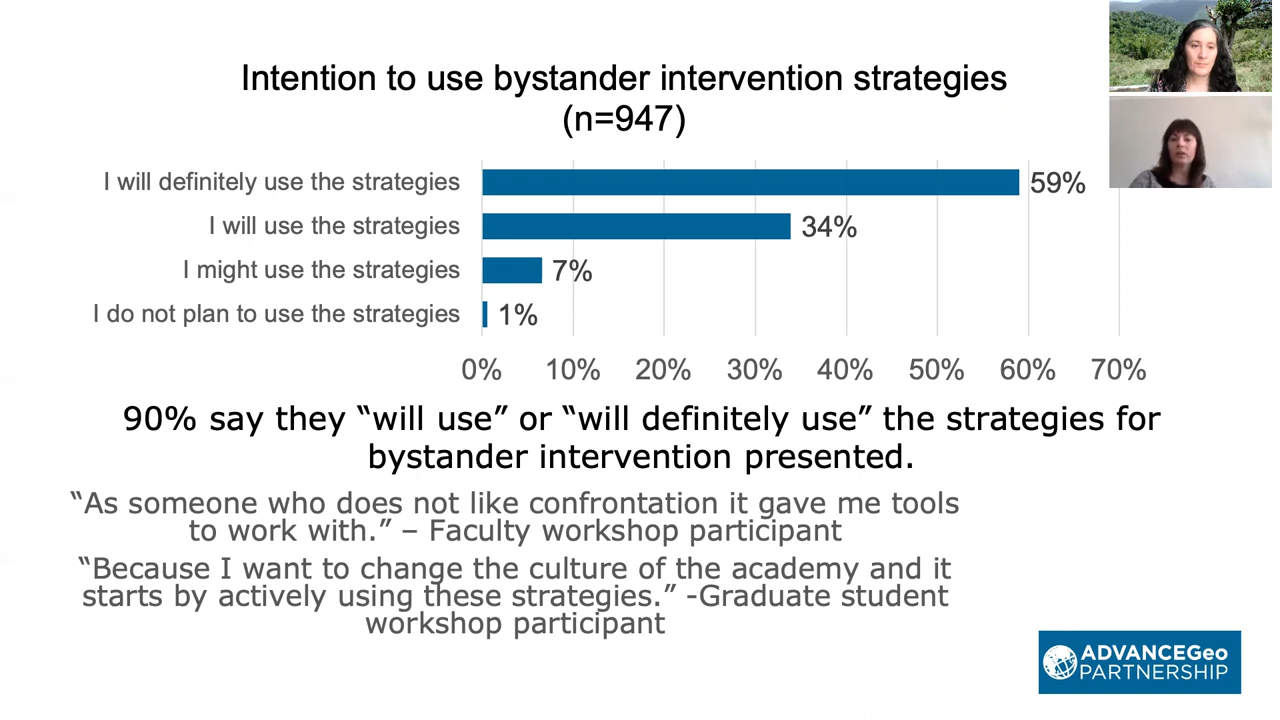 Intention to use bystander intervention strategies
(n=947)
I will definitely use the strategies
59%
I will use the strategies
34%
I might use the strategies
7%
I do not plan to use the strategies
1%
0% 10% 20% 30% 40% 50% 60% 70%
90% say they “will use” or “will definitely use” the strategies for
bystander intervention presented.
“As someone who does not like confrontation it gave me tools
to work with.” – Faculty workshop participant
“Because I want to change the culture of the academy and it
starts by actively using these strategies.” -Graduate student
workshop participant
ADVANCEGeo
PARTNERSHIP